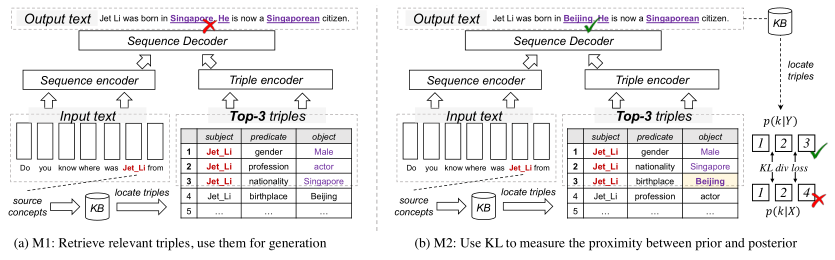 Output text Jet Li was born in Singapore. He is now a Singaporean citizen.
Sequence Decoder
Sequence encoder Triple encoder
Input text
Do you know where was Jet_Li from
source concepts
KB
locate triples
Top-3 triples
subject predicate object
1 Jet_Li gender Male
2 Jet_Li profession actor
3 Jet_Li nationality Singapore
4 Jet_Li birthplace Beijing
5 ... ... ...
(a) M1: Retrieve relevant triples, use them for generation
Output text Jet Li was born in Beijing. He is now a Singaporean citizen.
Sequence Decoder
Sequence encoder Triple encoder
Input text
Do you know where was Jet_Li from
source concepts
KB
locate triples
Top-3 triples
subject predicate object
1 Jet_Li gender Male
2 Jet_Li nationality Singapore
3 Jet_Li birthplace Beijing
4 Jet_Li profession actor
5 ... ... ...
KB
locate triples
p(k|Y)
1 2 3
KL div loss
1 2 4
p(k|X)
(b) M2: Use KL to measure the proximity between prior and posterior